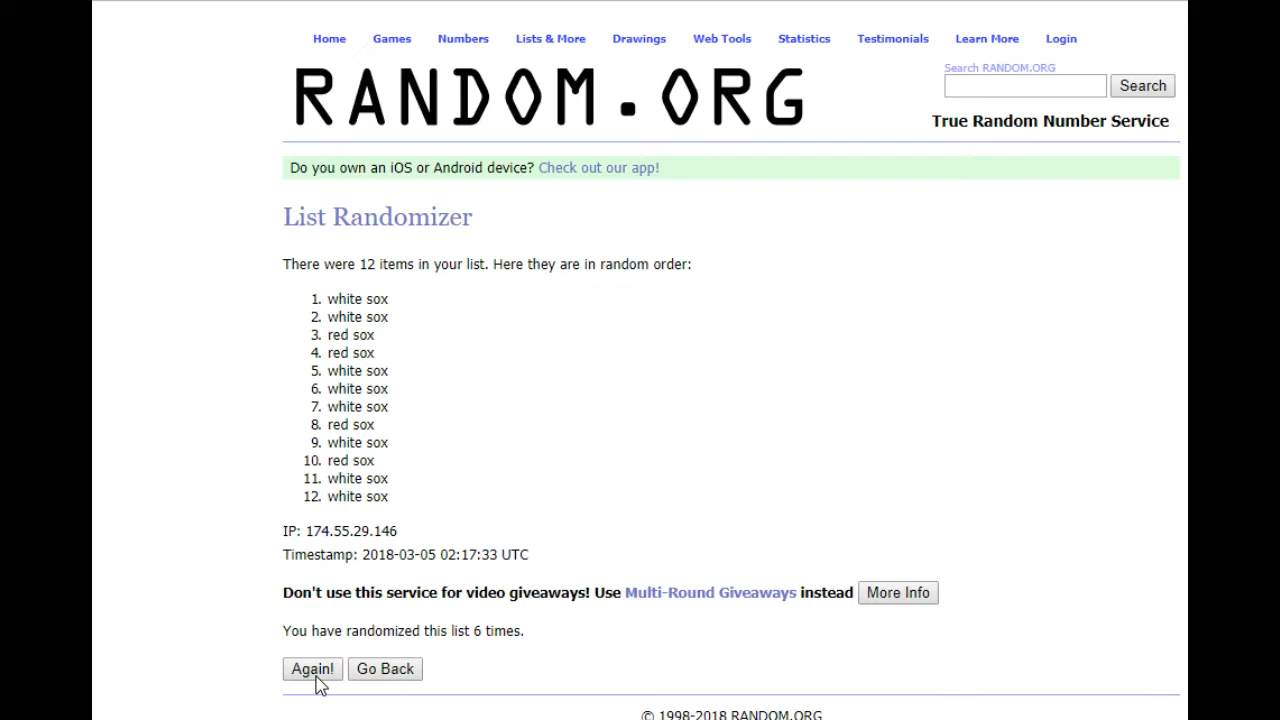 Home Games Numbers Lists & More Drawings Web Tools Statistics Testimonials Learn More Login
RANDOM.ORG
Search RANDOM.ORG
Search
True Random Number Service
Do you own an iOS or Android device? Check out our app!
List Randomizer
There were 12 items in your list. Here they are in random order:
1. white sox
2. white sox
3. red sox
4. red sox
5. white sox
6. white sox
7. white sox
8. red sox
9. white sox
10. red sox
11. white sox
12. white sox
IP: 174.55.29.146
Timestamp: 2018-03-05 02:17:33 UTC
Don't use this service for video giveaways! Use Multi-Round Giveaways instead More Info
You have randomized this list 6 times.
Again! Go Back
© 1998-2018 RANDOM.ORG